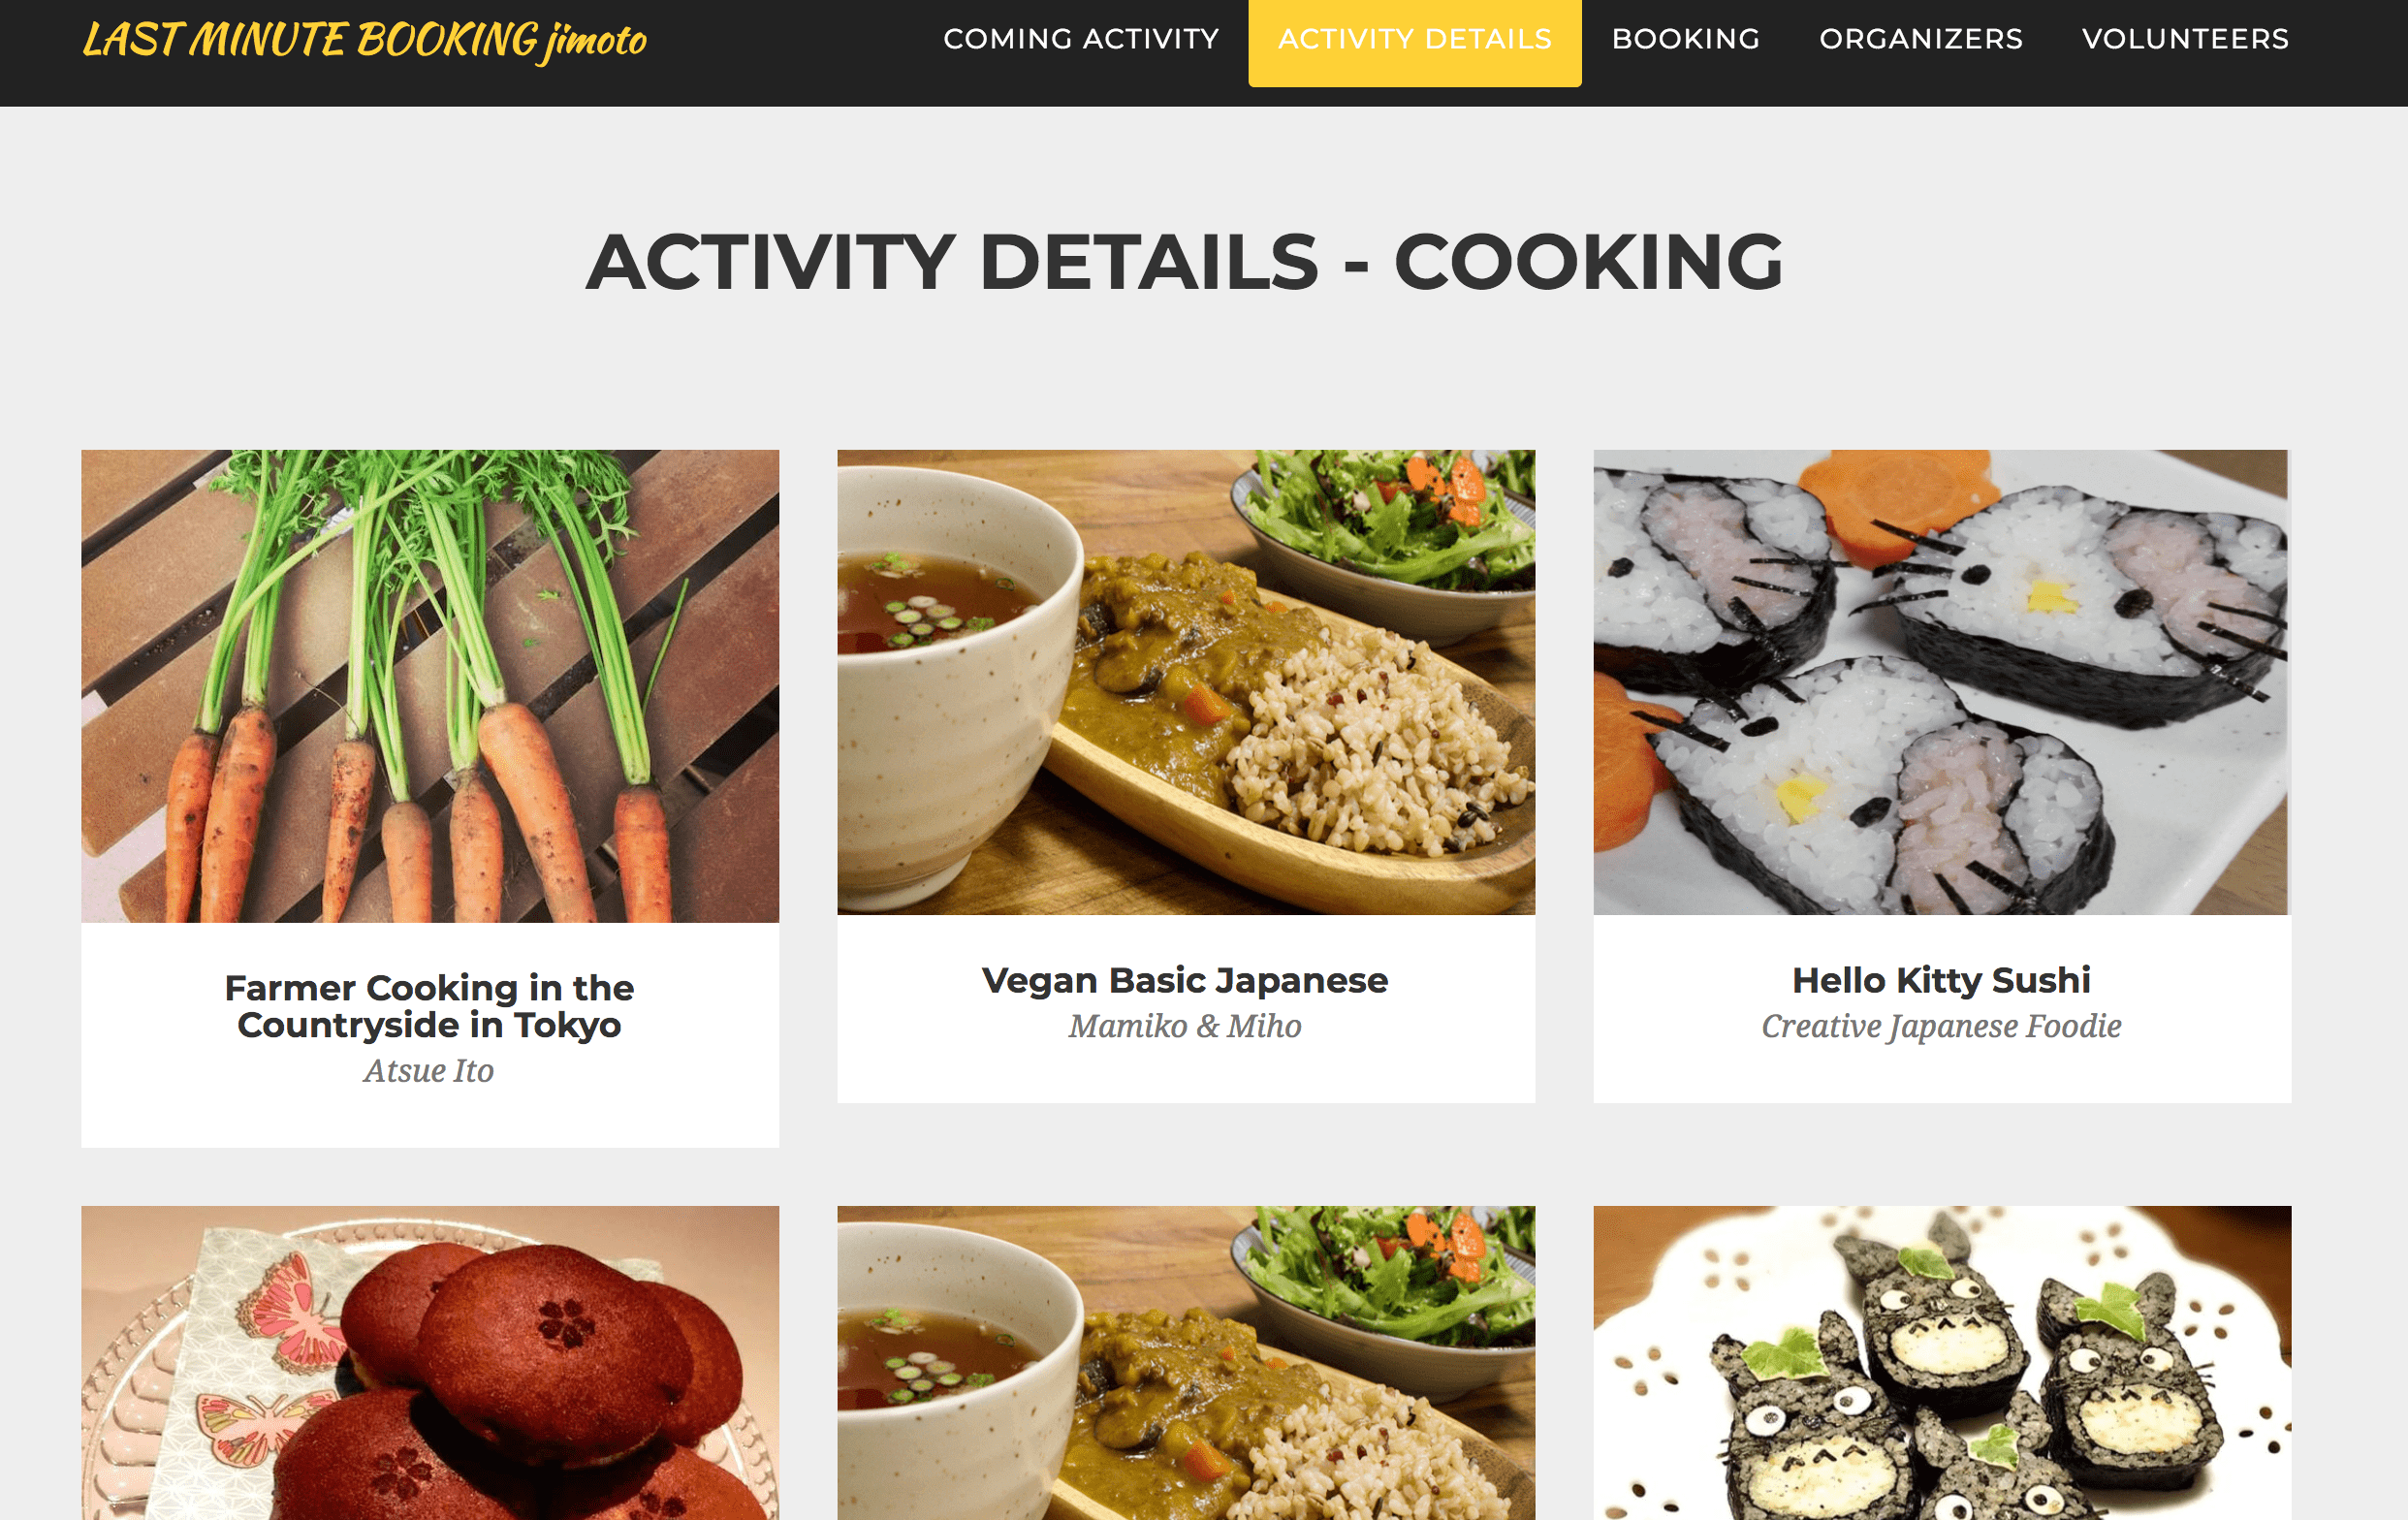 LAST MINUTE BOOKING jimoto
COMING ACTIVITY
ACTIVITY DETAILS
BOOKING
ORGANIZERS
VOLUNTEERS
ACTIVITY DETAILS - COOKING
Farmer Cooking in the
Countryside in Tokyo
Atsue Ito
Vegan Basic Japanese
Mamiko & Miho
Hello Kitty Sushi
Creative Japanese Foodie